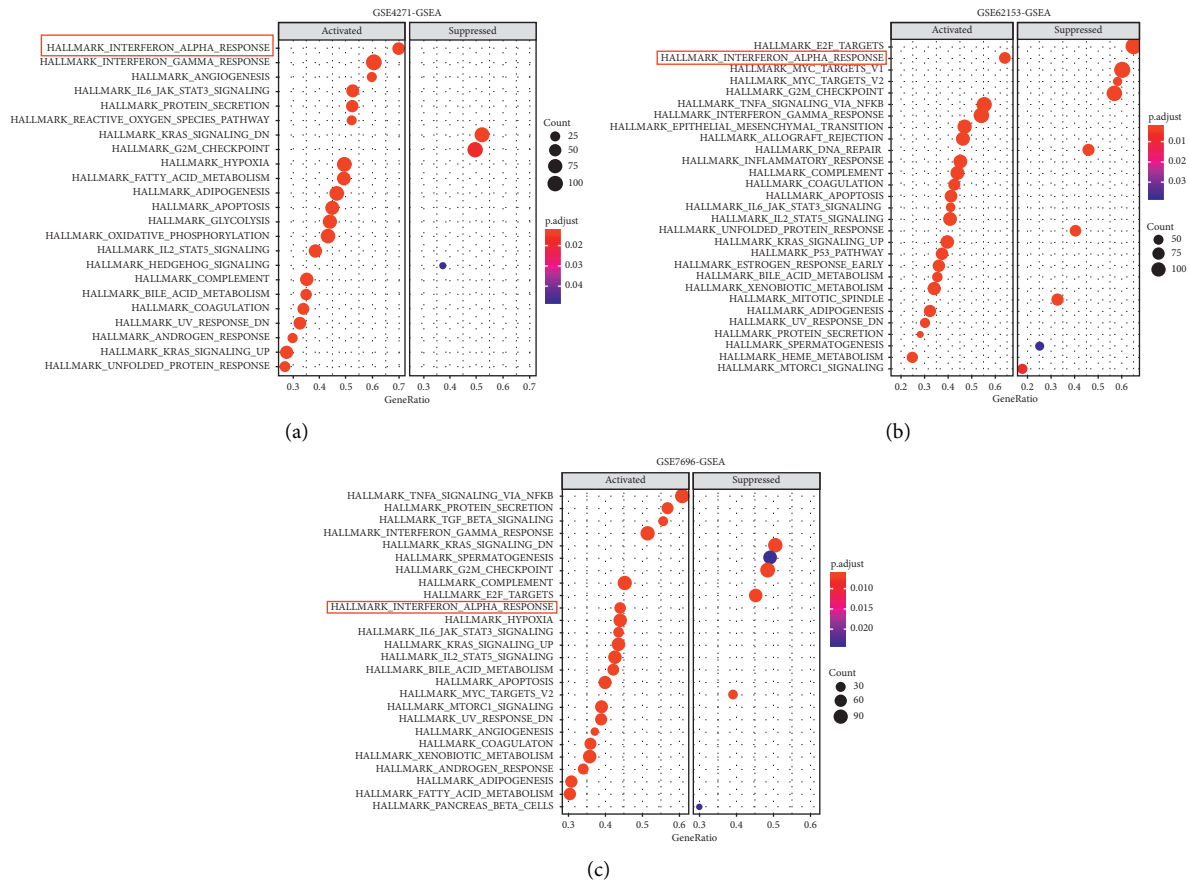 GSE4271-GSEA
Activated Suppressed
HALLMARK_INTERFERON_ALPHA_RESPONSE
HALLMARK_INTERFERON_GAMMA_RESPONSE
HALLMARK_ANGIOGENESIS
HALLMARK_IL6_JAK_STAT3_SIGNALING
HALLMARK_PROTEIN_SECRETION
HALLMARK_REACTIVE_OXYGEN_SPECIES_PATHWAY
HALLMARK_KRAS_SIGNALING_DN
HALLMARK_G2M_CHECKPOINT
HALLMARK_HYPOXIA
HALLMARK_FATTY_ACID_METABOLISM
HALLMARK_ADIPOGENESIS
HALLMARK_APOPTOSIS
HALLMARK_GLYCOLYSIS
HALLMARK_OXIDATIVE_PHOSPHORYLATION
HALLMARK_IL2_STAT5_SIGNALING
HALLMARK_HEDGEHOG_SIGNALING
HALLMARK_COMPLEMENT
HALLMARK_BILE_ACID_METABOLISM
HALLMARK_COAGULATION
HALLMARK_UV_RESPONSE_DN
HALLMARK_ANDROGEN_RESPONSE
HALLMARK_KRAS_SIGNALING_UP
HALLMARK_UNFOLDED_PROTEIN_RESPONSE
0.3 0.4 0.5 0.6 0.7 0.3 0.4 0.5 0.6 0.7
GeneRatio
Count
25
50
75
100
p.adjust
0.02
0.03
0.04
(a)
GSE62153-GSEA
Activated Suppressed
HALLMARK_E2F_TARGETS
HALLMARK_INTERFERON_ALPHA_RESPONSE
HALLMARK_MYC_TARGETS_V1
HALLMARK_MYC_TARGETS_V2
HALLMARK_G2M_CHECKPOINT
HALLMARK_TNFA_SIGNALING_VIA_NFKB
HALLMARK_INTERFERON_GAMMA_RESPONSE
HALLMARK_EPITHELIAL_MESENCHYMAL_TRANSITION
HALLMARK_ALLOGRAFT_REJECTION
HALLMARK_DNA_REPAIR
HALLMARK_INFLAMMATORY_RESPONSE
HALLMARK_COMPLEMENT
HALLMARK_COAGULATION
HALLMARK_APOPTOSIS
HALLMARK_IL6_JAK_STAT3_SIGNALING
HALLMARK_IL2_STAT5_SIGNALING
HALLMARK_UNFOLDED_PROTEIN_RESPONSE
HALLMARK_KRAS_SIGNALING_UP
HALLMARK_P53_PATHWAY
HALLMARK_ESTROGEN_RESPONSE_EARLY
HALLMARK_BILE_ACID_METABOLISM
HALLMARK_XENOBIOTIC_METABOLISM
HALLMARK_MITOTIC_SPINDLE
HALLMARK_ADIPOGENESIS
HALLMARK_UV_RESPONSE_DN
HALLMARK_PROTEIN_SECRETION
HALLMARK_SPERMATOGENESIS
HALLMARK_HEME_METABOLISM
HALLMARK_MTORC1_SIGNALING
0.2 0.3 0.4 0.5 0.6 0.2 0.3 0.4 0.5 0.6
GeneRatio
p.adjust
0.01
0.02
0.03
Count
50
75
100
(b)
GSE7696-GSEA
Activated Suppressed
HALLMARK_TNFA_SIGNALING_VIA_NFKB
HALLMARK_PROTEIN_SECRETION
HALLMARK_TGF_BETA_SIGNALING
HALLMARK_INTERFERON_GAMMA_RESPONSE
HALLMARK_KRAS_SIGNALING_DN
HALLMARK_SPERMATOGENESIS
HALLMARK_G2M_CHECKPOINT
HALLMARK_COMPLEMENT
HALLMARK_E2F_TARGETS
HALLMARK_INTERFERON_ALPHA_RESPONSE
HALLMARK_HYPOXIA
HALLMARK_IL6_JAK_STAT3_SIGNALING
HALLMARK_KRAS_SIGNALING_UP
HALLMARK_IL2_STAT5_SIGNALING
HALLMARK_BILE_ACID_METABOLISM
HALLMARK_APOPTOSIS
HALLMARK_MYC_TARGETS_V2
HALLMARK_MTORC1_SIGNALING
HALLMARK_UV_RESPONSE_DN
HALLMARK_ANGIOGENESIS
HALLMARK_COAGULATON
HALLMARK_XENOBIOTIC_METABOLISM
HALLMARK_ANDROGEN_RESPONSE
HALLMARK_ADIPOGENESIS
HALLMARK_FATTY_ACID_METABOLISM
HALLMARK_PANCREAS_BETA_CELLS
0.3 0.4 0.5 0.6 0.3 0.4 0.5 0.6
GeneRatio
p.adjust
0.010
0.015
0.020
Count
30
60
90
(c)